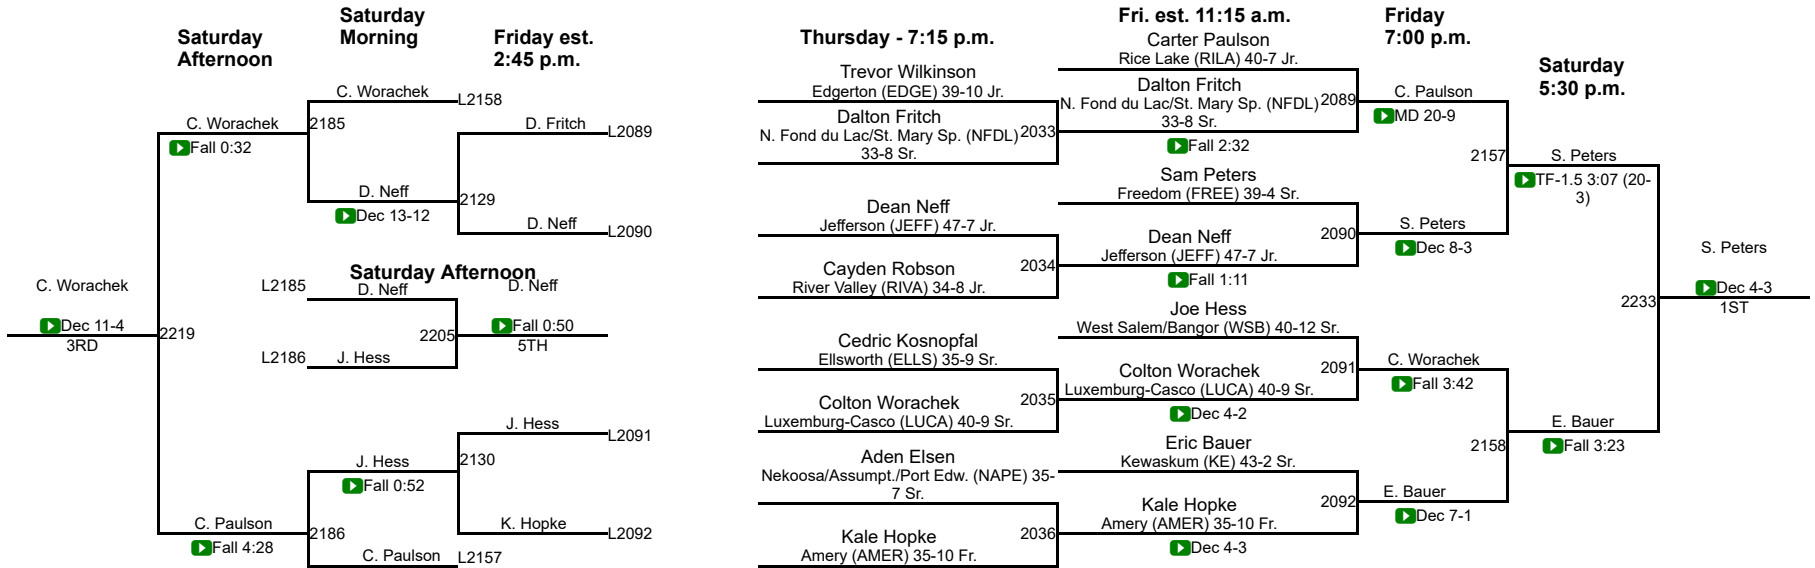 Saturday
Afternoon
Saturday
Morning
Friday est.
2:45 p.m.
C. Worachek
L2158
C. Worachek
2185
Fall 0:32
D. Fritch
L2089
D. Neff
2129
Dec 13-12
D. Neff
L2090
Saturday Afternoon
C. Worachek
Dec 11-4
3RD
2219
L2185
D. Neff
D. Neff
2205
Fall 0:50
5TH
L2186
J. Hess
J. Hess
L2091
J. Hess
2130
Fall 0:52
K. Hopke
L2092
C. Paulson
2186
Fall 4:28
C. Paulson
L2157
Thursday - 7:15 p.m.
Trevor Wilkinson
Edgerton (EDGE) 39-10 Jr.
Dalton Fritch
N. Fond du Lac/St. Mary Sp. (NFDL)
33-8 Sr.
2033
Dean Neff
Jefferson (JEFF) 47-7 Jr.
2034
Cayden Robson
River Valley (RIVA) 34-8 Jr.
Cedric Kosnopfal
Ellsworth (ELLS) 35-9 Sr.
2035
Colton Worachek
Luxemburg-Casco (LUCA) 40-9 Sr.
Aden Elsen
Nekoosa/Assumpt./Port Edw. (NAPE) 35-
7 Sr.
2036
Kale Hopke
Amery (AMER) 35-10 Fr.
Fri. est. 11:15 a.m.
Carter Paulson
Rice Lake (RILA) 40-7 Jr.
Dalton Fritch
N. Fond du Lac/St. Mary Sp. (NFDL)
33-8 Sr.
2089
Fall 2:32
Sam Peters
Freedom (FREE) 39-4 Sr.
2090
Dean Neff
Jefferson (JEFF) 47-7 Jr.
Fall 1:11
Joe Hess
West Salem/Bangor (WSB) 40-12 Sr.
2091
Colton Worachek
Luxemburg-Casco (LUCA) 40-9 Sr.
Dec 4-2
Eric Bauer
Kewaskum (KE) 43-2 Sr.
2092
Kale Hopke
Amery (AMER) 35-10 Fr.
Dec 4-3
Friday
7:00 p.m.
C. Paulson
MD 20-9
2157
S. Peters
Dec 8-3
C. Worachek
Fall 3:42
2158
E. Bauer
Dec 7-1
Saturday
5:30 p.m.
S. Peters
TF-1.5 3:07 (20-
3)
2233
E. Bauer
Fall 3:23
S. Peters
Dec 4-3
1ST